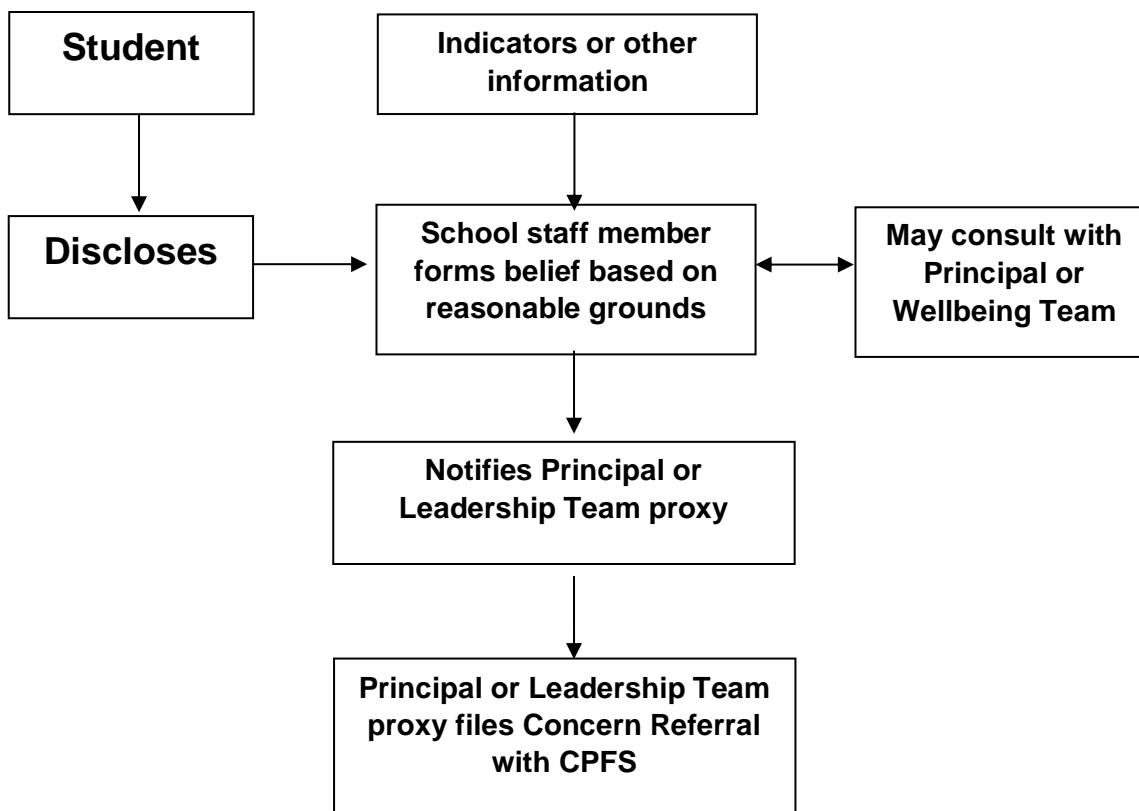 Student
Indicators or other
information
Discloses
School staff member
forms belief based on
reasonable grounds
May consult with
Principal or
Wellbeing Team
Notifies Principal or
Leadership Team proxy
Principal or Leadership Team
proxy files Concern Referral
with CPFS